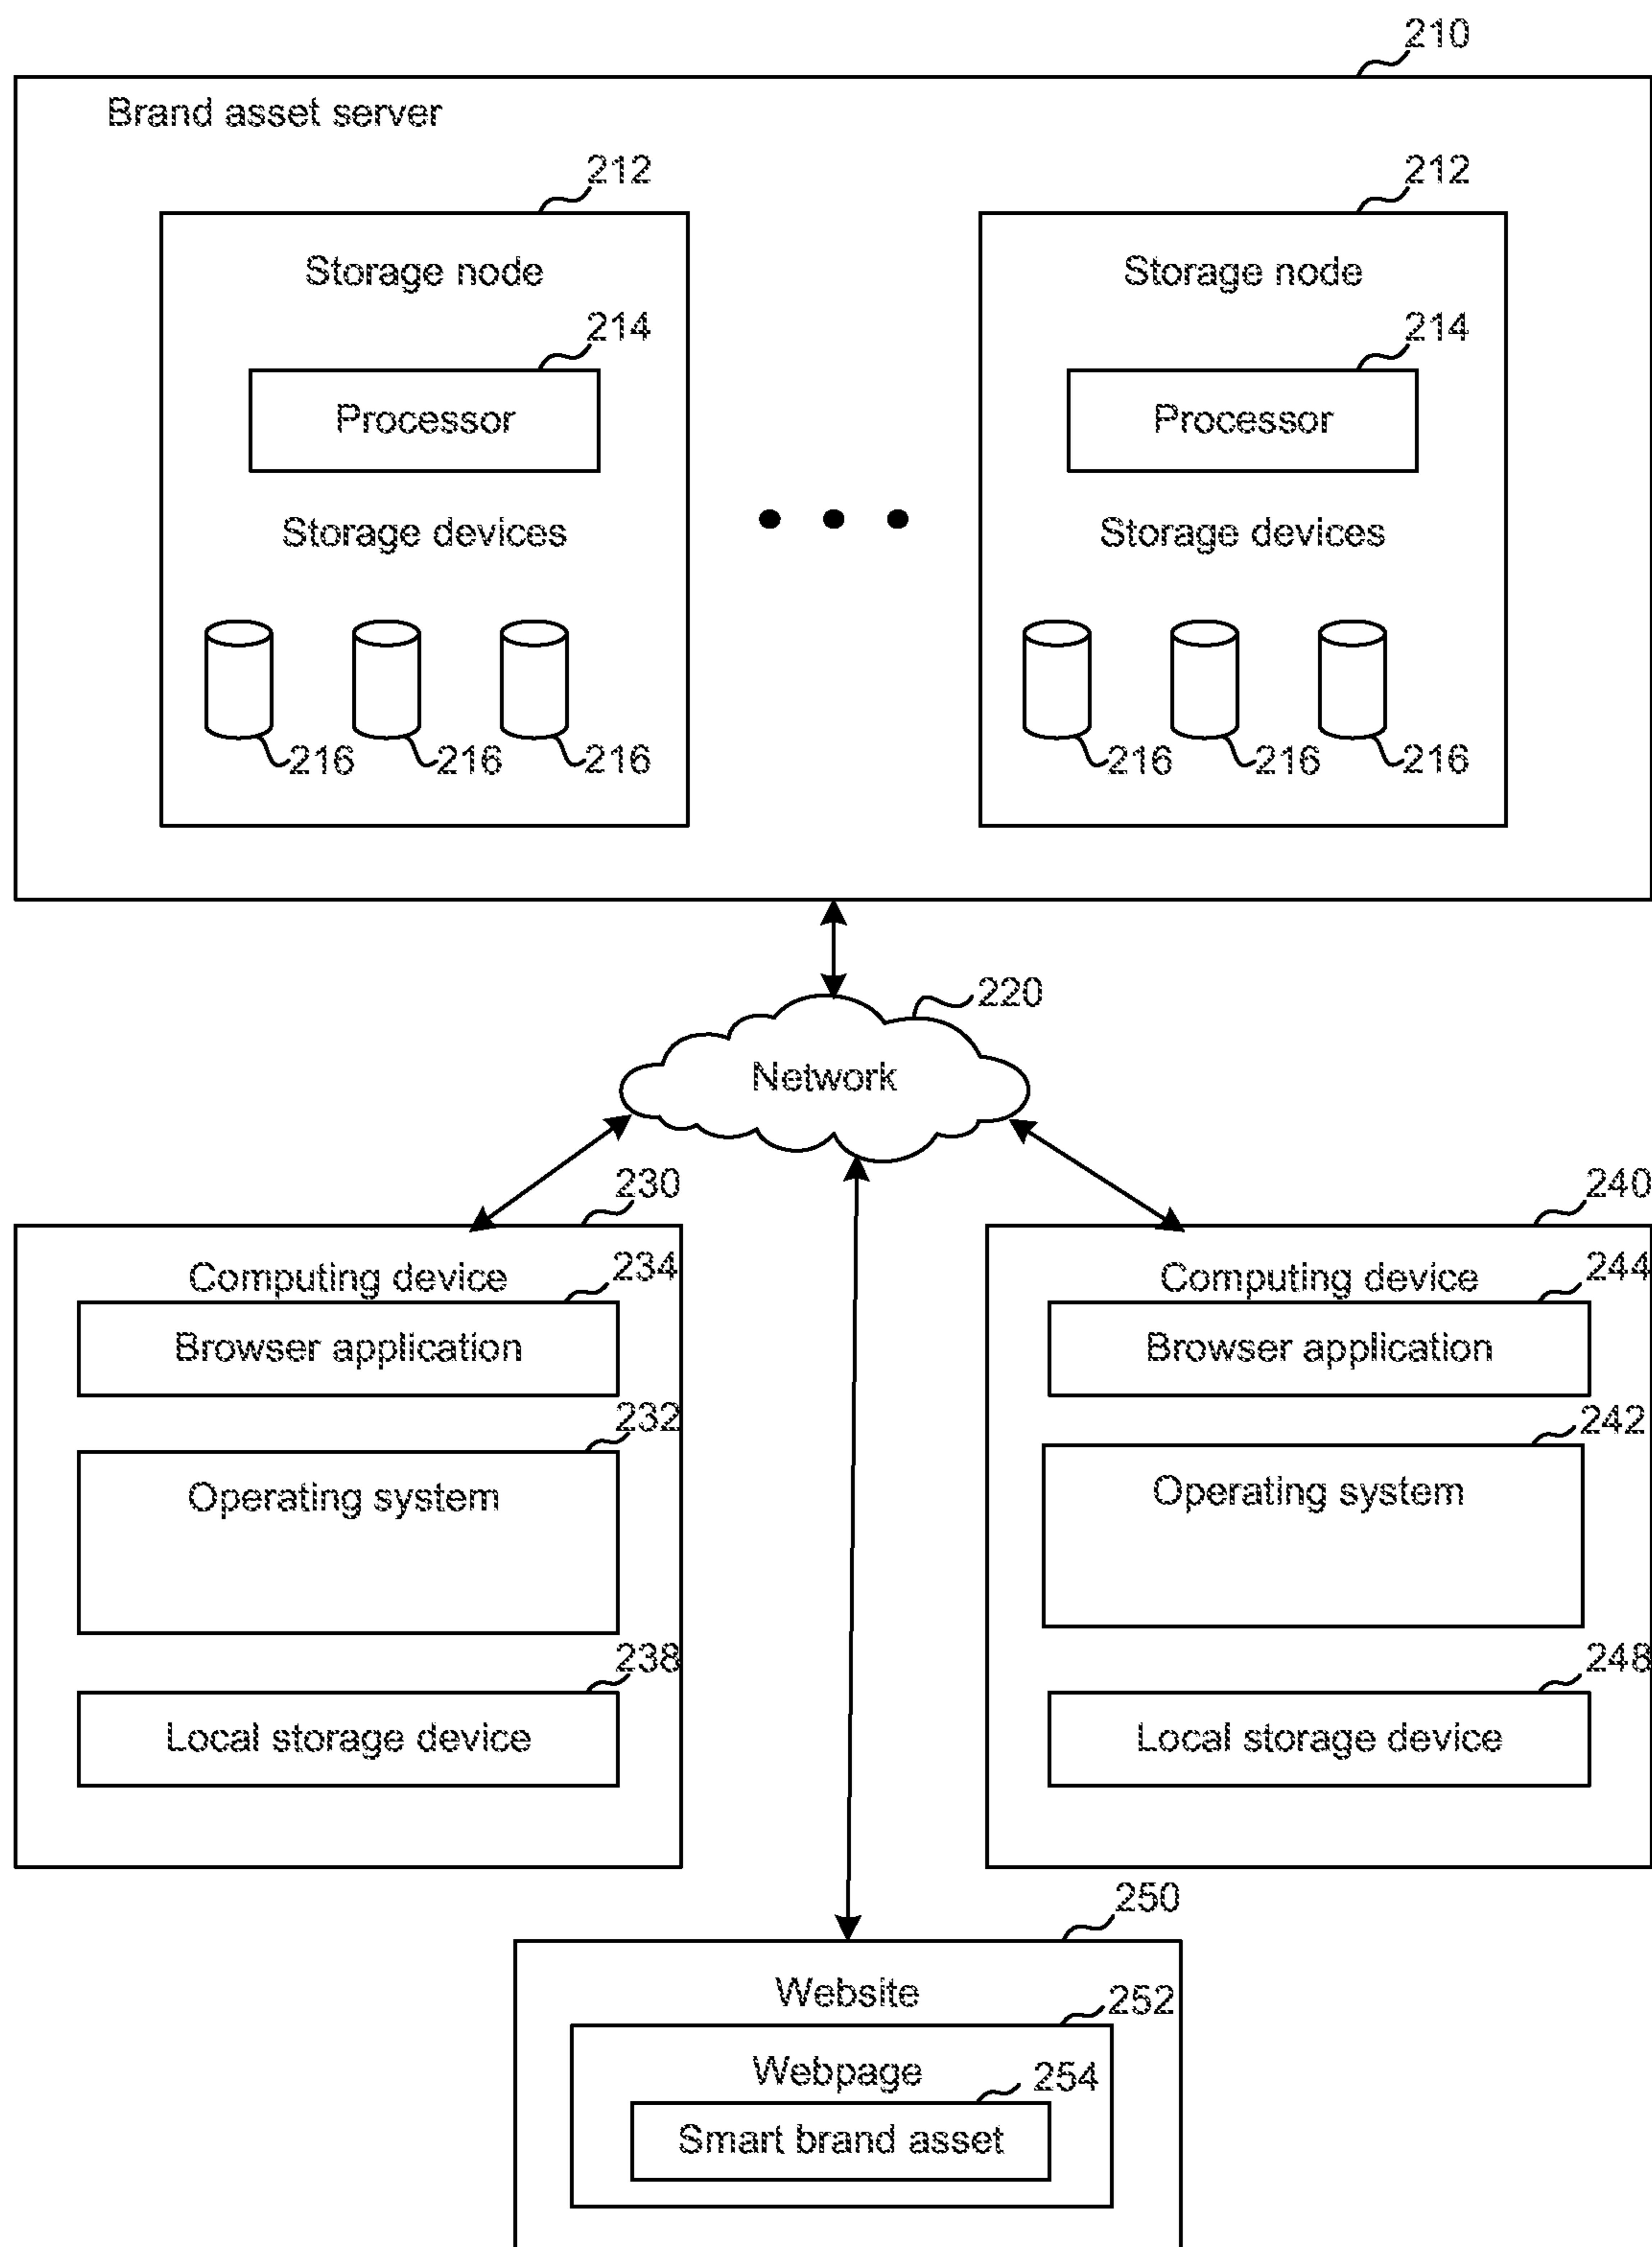 210
Brand asset server
212 212
Storage node Storage node
214 214
Processor Processor
Storage devices Storage devices
216 216 216 216 216 216
220
Network
230 240
Computing device 234 Computing device 244
Browser application Browser application
232 242
Operating system Operating system
238 248
Local storage device Local storage device
250
Website
252
Webpage
254
Smart brand asset